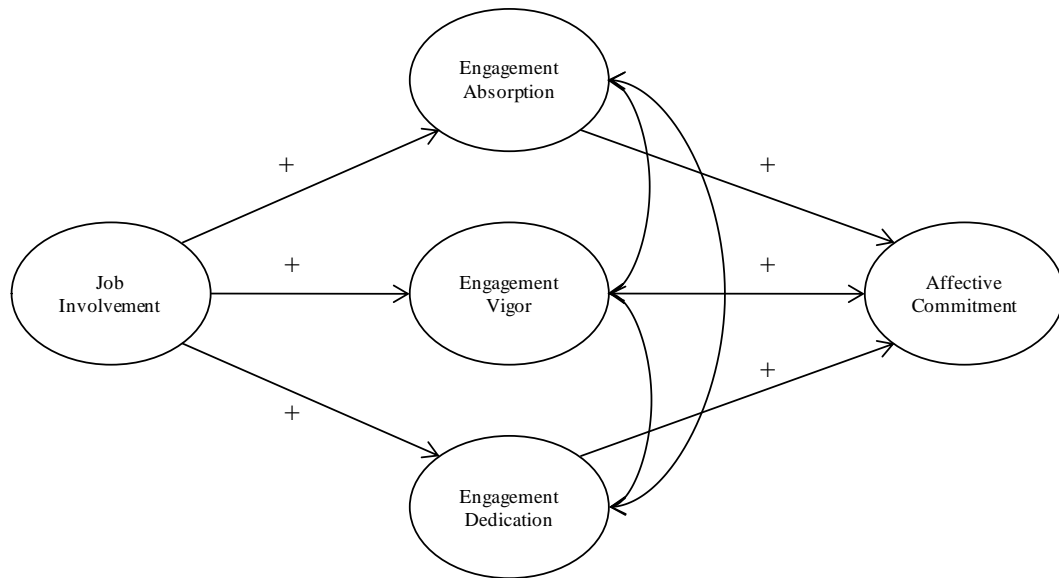 Engagement
Absorption
+
+
Job
Involvement
+
Engagement
Vigor
+
Affective
Commitment
+
+
Engagement
Dedication